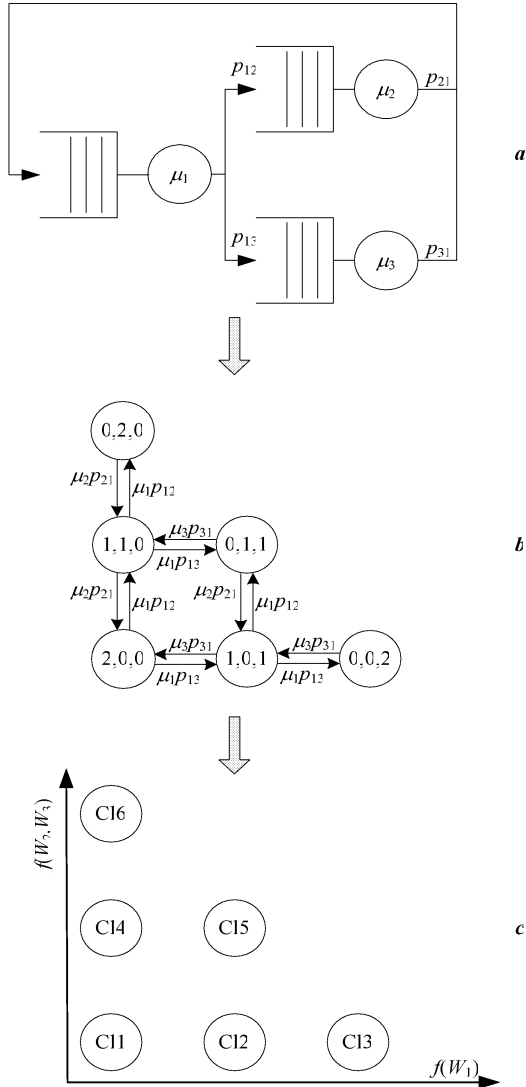 p₁₂
μ₂
p₂₁
a
μ₁
p₁₃
μ₃
p₃₁
0,2,0
μ₂p₂₁
μ₁p₁₂
1,1,0
μ₃p₃₁
μ₁p₁₃
0,1,1
b
μ₂p₂₁
μ₁p₁₂
μ₂p₂₁
μ₁p₁₂
2,0,0
μ₃p₃₁
μ₁p₁₃
1,0,1
μ₃p₃₁
μ₁p₁₃
0,0,2
f(W₂,W₃)
Cl6
Cl4
Cl5
c
Cl1
Cl2
Cl3
f(W₁)